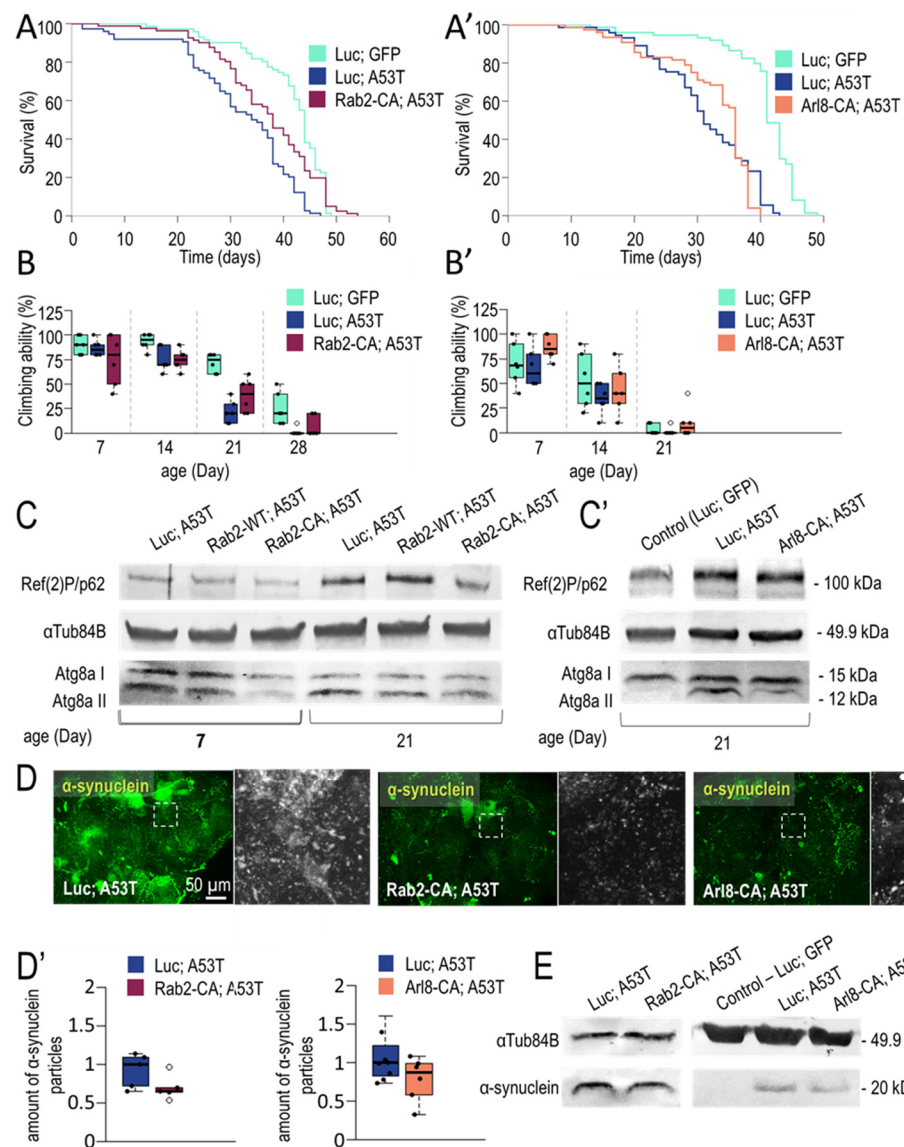 A
100
80
60
40
20
0
Survival (%)
0 10 20 30 40 50 60
Time (days)
Luc; GFP
Luc; A53T
Rab2-CA; A53T
A'
100
80
60
40
20
0
Survival (%)
0 10 20 30 40 50
Time (days)
Luc; GFP
Luc; A53T
Arl8-CA; A53T
B
Climbing ability (%)
125
100
75
50
25
0
7 14 21 28
age (Day)
Luc; GFP
Luc; A53T
Rab2-CA; A53T
B'
Climbing ability (%)
125
100
75
50
25
0
7 14 21
age (Day)
Luc; GFP
Luc; A53T
Arl8-CA; A53T
C
Luc; A53T
Rab2-WT; A53T
Rab2-CA; A53T
Luc; A53T
Rab2-WT; A53T
Rab2-CA; A53T
Ref(2)P/p62
αTub84B
Atg8a I
Atg8a II
age (Day) 7 21
C'
Control (Luc; GFP)
Luc; A53T
Arl8-CA; A53T
Ref(2)P/p62 - 100 kDa
αTub84B - 49.9 kDa
Atg8a I - 15 kDa
Atg8a II - 12 kDa
age (Day) 21
D
α-synuclein
Luc; A53T
50 µm
α-synuclein
Rab2-CA; A53T
α-synuclein
Arl8-CA; A53T
D'
Luc; A53T
Rab2-CA; A53T
amount of α-synuclein
particles
2
1.5
1
0.5
0
Luc; A53T
Arl8-CA; A53T
amount of α-synuclein
particles
2
1.5
1
0.5
0
E
Luc; A53T
Rab2-CA; A53T
Control – Luc; GFP
Luc; A53T
Arl8-CA; A5
αTub84B - 49.9
α-synuclein - 20 kD